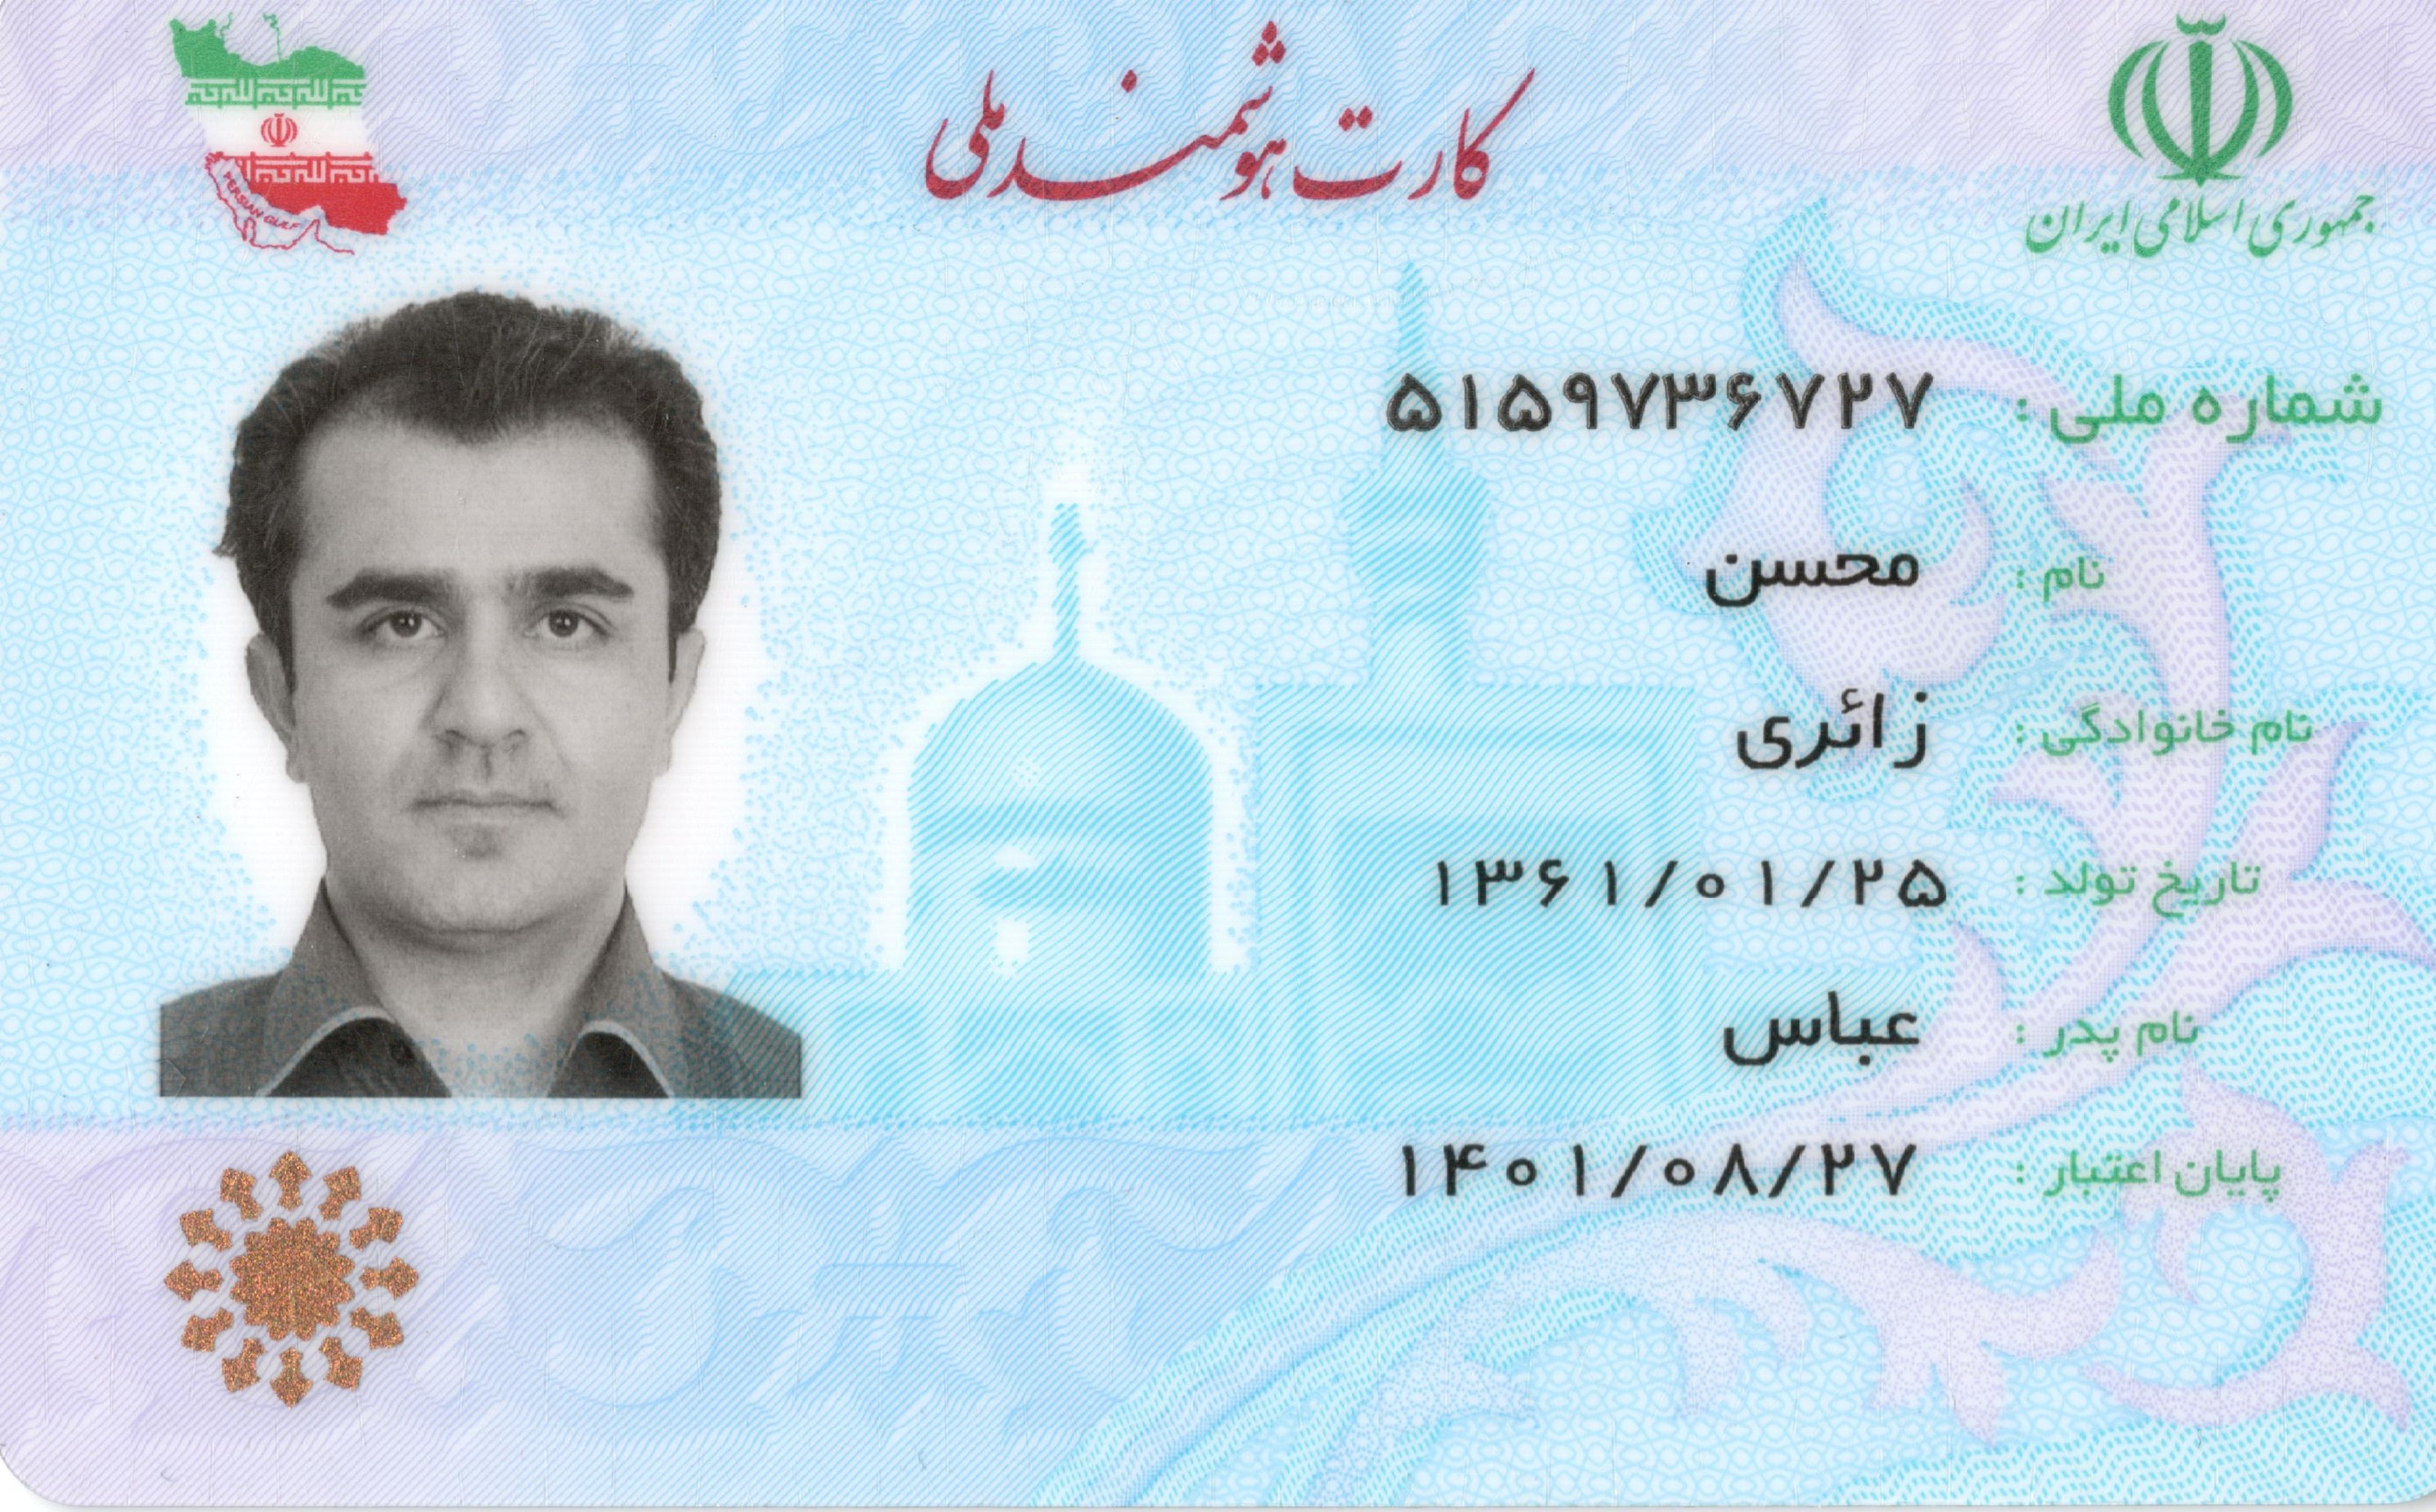 کارت هوشمند ملی
جمهوری اسلامی ایران
PERSIAN GULF
شماره ملی : ۵۱۵۹۷۳۶۷۲۷
نام : محسن
نام خانوادگی : زائری
تاریخ تولد : ۱۳۶۱/۰۱/۲۵
نام پدر : عباس
پایان اعتبار : ۱۴۰۱/۰۸/۲۷